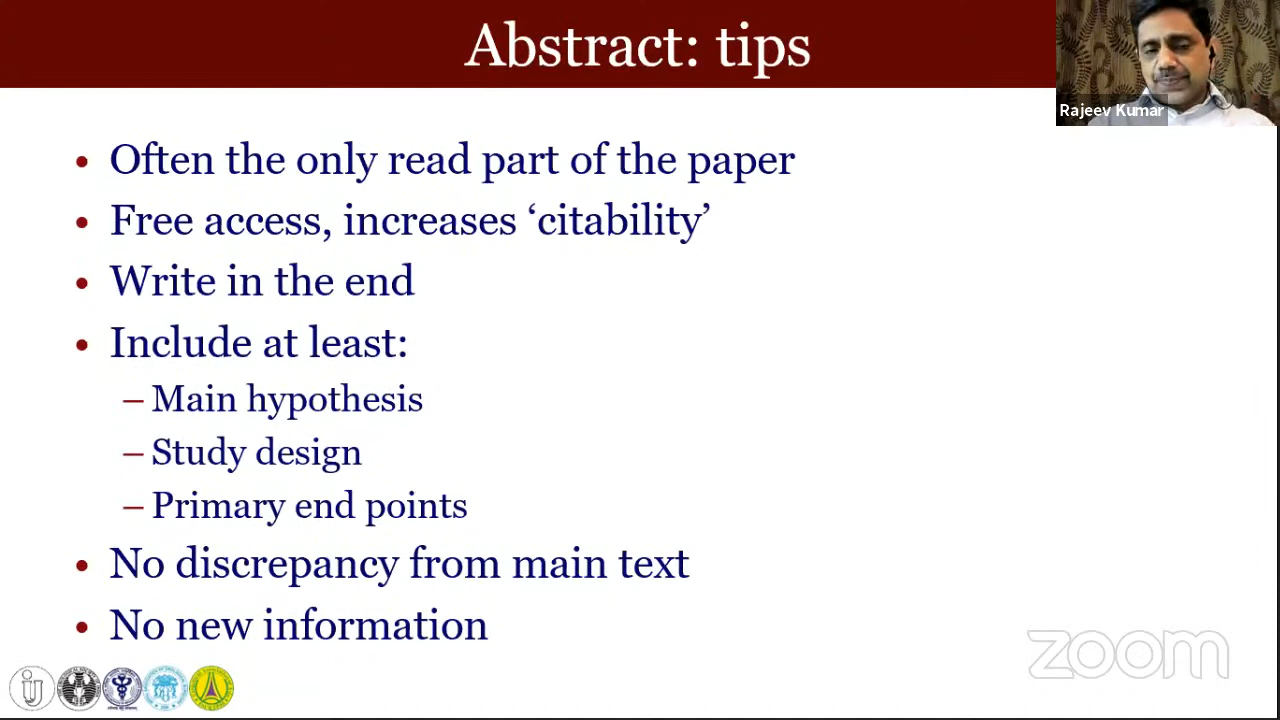 Abstract: tips
Rajeev Kumar
• Often the only read part of the paper
• Free access, increases ‘citability’
• Write in the end
• Include at least:
– Main hypothesis
– Study design
– Primary end points
• No discrepancy from main text
• No new information
zoom